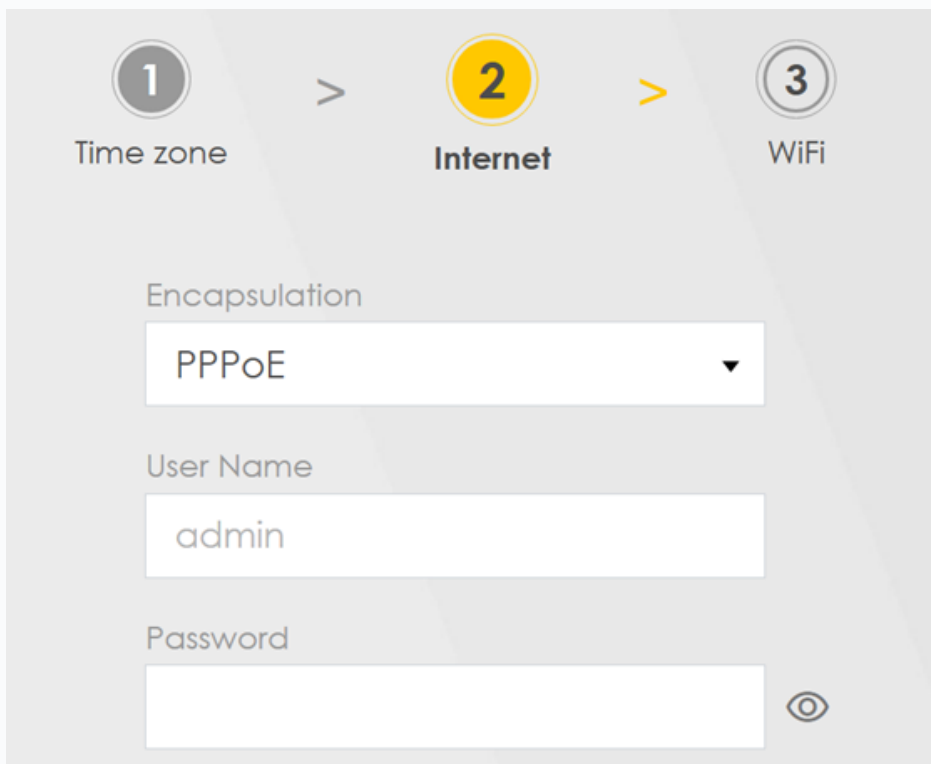 1 > 2 > 3
Time zone Internet WiFi
Encapsulation
PPPoE
User Name
admin
Password